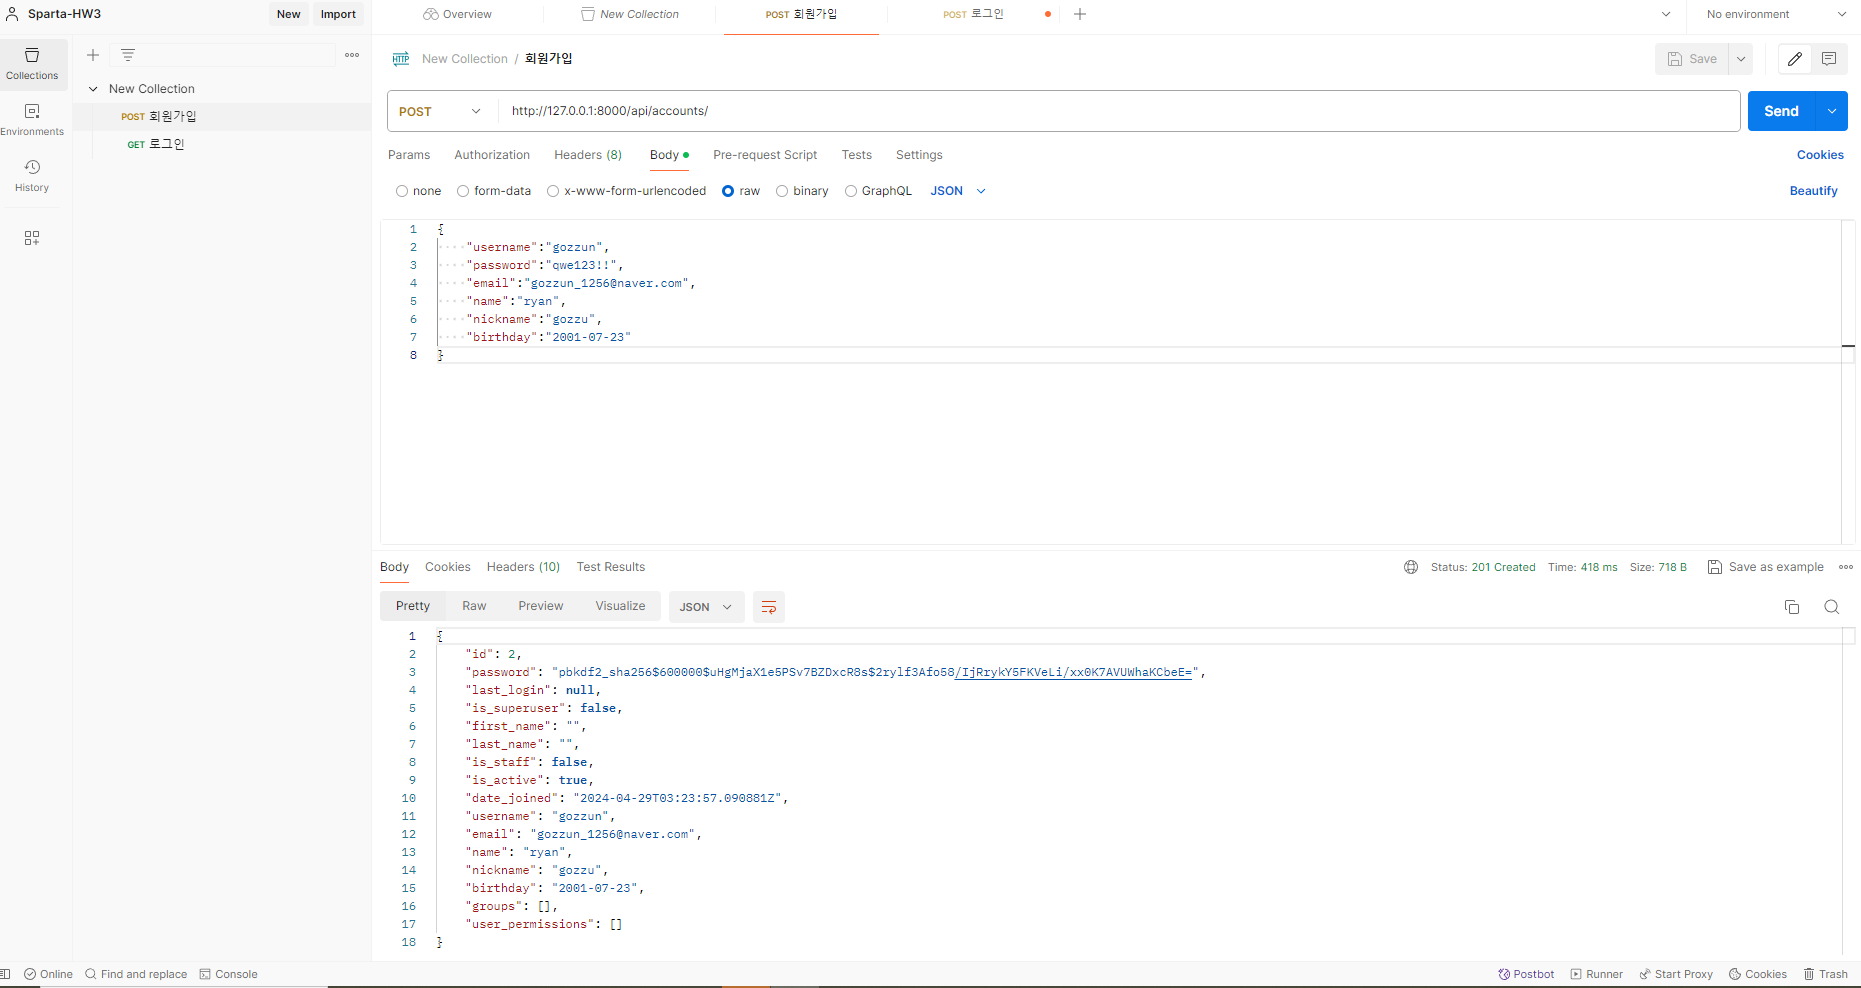 Sparta-HW3 New Import Overview New Collection POST 회원가입 POST 로그인 No environment
Collections
Environments
History
New Collection
POST 회원가입
GET 로그인
HTTP New Collection / 회원가입 Save
POST http://127.0.0.1:8000/api/accounts/ Send
Params Authorization Headers (8) Body Pre-request Script Tests Settings Cookies
none form-data x-www-form-urlencoded raw binary GraphQL JSON Beautify
1 {
2 "username":"gozzun",
3 "password":"qwe123!!",
4 "email":"gozzun_1256@naver.com",
5 "name":"ryan",
6 "nickname":"gozzu",
7 "birthday":"2001-07-23"
8 }
Body Cookies Headers (10) Test Results Status: 201 Created Time: 418 ms Size: 718 B Save as example
Pretty Raw Preview Visualize JSON
1 {
2 "id": 2,
3 "password": "pbkdf2_sha256$600000$uHgMjaX1e5PSv7BZDxcR8s$2rylf3Afo58/IjRrykY5FKVeLi/xx0K7AVUWhaKCbeE=",
4 "last_login": null,
5 "is_superuser": false,
6 "first_name": "",
7 "last_name": "",
8 "is_staff": false,
9 "is_active": true,
10 "date_joined": "2024-04-29T03:23:57.090881Z",
11 "username": "gozzun",
12 "email": "gozzun_1256@naver.com",
13 "name": "ryan",
14 "nickname": "gozzu",
15 "birthday": "2001-07-23",
16 "groups": [],
17 "user_permissions": []
18 }
Online Find and replace Console Postbot Runner Start Proxy Cookies Trash